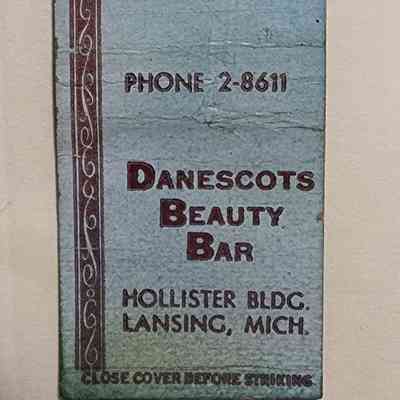 PHONE 2-8611
DANESCOTS
BEAUTY
BAR
HOLLISTER BLDG.
LANSING, MICH.
CLOSE COVER BEFORE STRIKING